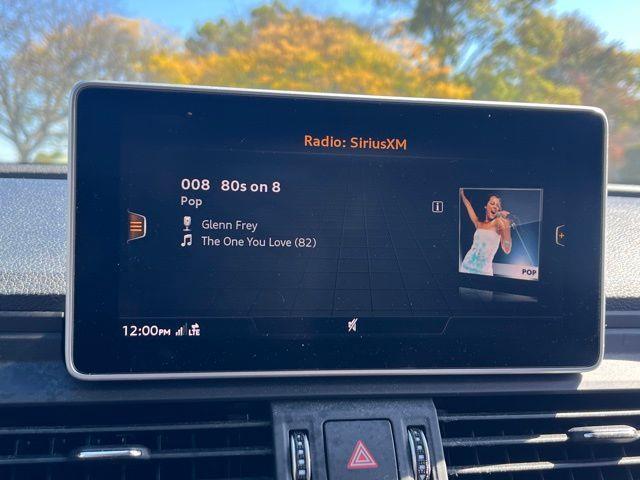 Radio: SiriusXM
008 80s on 8
Pop
Glenn Frey
The One You Love (82)
POP
12:00PM LTE